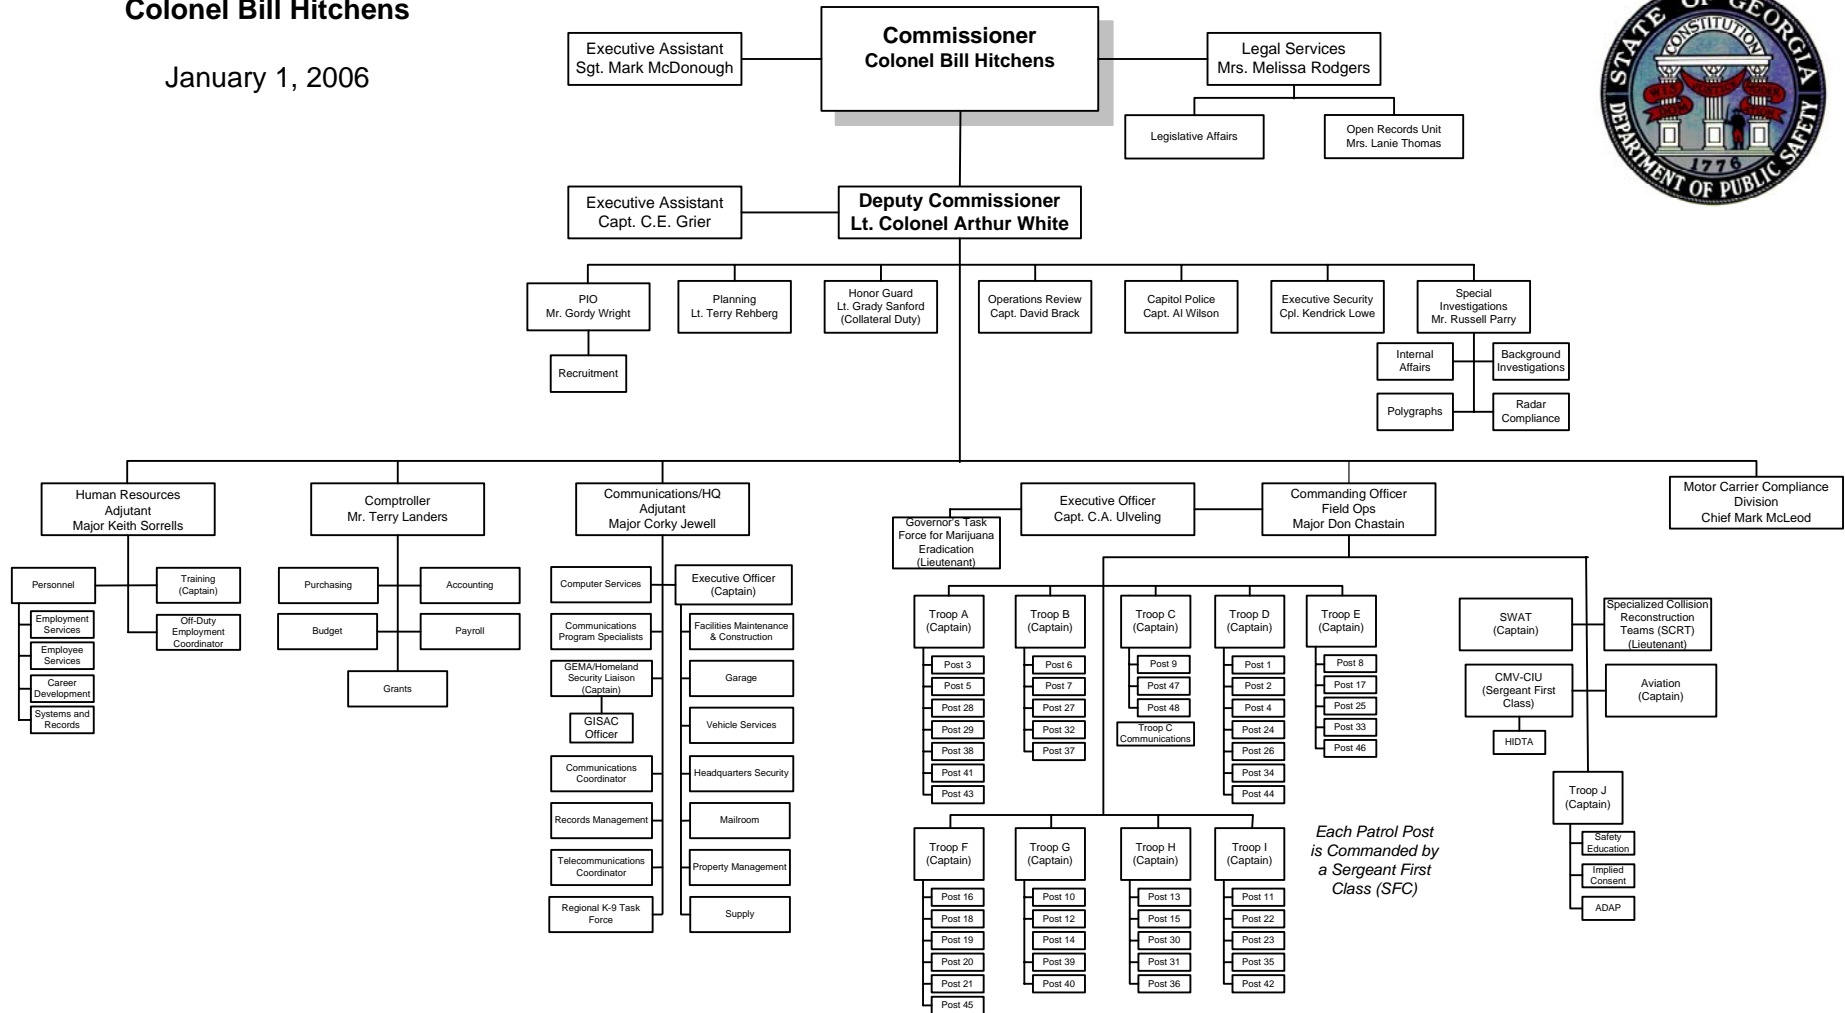 Colonel Bill Hitchens
January 1, 2006
Executive Assistant
Sgt. Mark McDonough
Commissioner
Colonel Bill Hitchens
Legal Services
Mrs. Melissa Rodgers
Legislative Affairs
Open Records Unit
Mrs. Lanie Thomas
STATE OF GEORGIA
CONSTITUTION
WISDOM
JUSTICE
MODERATION
1776
DEPARTMENT OF PUBLIC SAFETY
Executive Assistant
Capt. C.E. Grier
Deputy Commissioner
Lt. Colonel Arthur White
PIO
Mr. Gordy Wright
Recruitment
Planning
Lt. Terry Rehberg
Honor Guard
Lt. Grady Sanford
(Collateral Duty)
Operations Review
Capt. David Brack
Capitol Police
Capt. Al Wilson
Executive Security
Cpl. Kendrick Lowe
Special
Investigations
Mr. Russell Parry
Internal
Affairs
Background
Investigations
Polygraphs
Radar
Compliance
Human Resources
Adjutant
Major Keith Sorrells
Personnel
Training
(Captain)
Employment
Services
Off-Duty
Employment
Coordinator
Employee
Services
Career
Development
Systems and
Records
Comptroller
Mr. Terry Landers
Purchasing
Accounting
Budget
Payroll
Grants
Communications/HQ
Adjutant
Major Corky Jewell
Computer Services
Communications
Program Specialists
GEMA/Homeland
Security Liaison
(Captain)
GISAC
Officer
Communications
Coordinator
Records Management
Telecommunications
Coordinator
Regional K-9 Task
Force
Executive Officer
(Captain)
Facilities Maintenance
& Construction
Garage
Vehicle Services
Headquarters Security
Mailroom
Property Management
Supply
Executive Officer
Capt. C.A. Ulveling
Governor's Task
Force for Marijuana
Eradication
(Lieutenant)
Commanding Officer
Field Ops
Major Don Chastain
Motor Carrier Compliance
Division
Chief Mark McLeod
Troop A
(Captain)
Post 3
Post 5
Post 28
Post 29
Post 38
Post 41
Post 43
Troop B
(Captain)
Post 6
Post 7
Post 27
Post 32
Post 37
Troop C
(Captain)
Post 9
Post 47
Post 48
Troop C
Communications
Troop D
(Captain)
Post 1
Post 2
Post 4
Post 24
Post 26
Post 34
Post 44
Troop E
(Captain)
Post 8
Post 17
Post 25
Post 33
Post 46
SWAT
(Captain)
Specialized Collision
Reconstruction
Teams (SCRT)
(Lieutenant)
CMV-CIU
(Sergeant First
Class)
Aviation
(Captain)
HIDTA
Troop J
(Captain)
Safety
Education
Implied
Consent
ADAP
Troop F
(Captain)
Post 16
Post 18
Post 19
Post 20
Post 21
Post 45
Troop G
(Captain)
Post 10
Post 12
Post 14
Post 39
Post 40
Troop H
(Captain)
Post 13
Post 15
Post 30
Post 31
Post 36
Troop I
(Captain)
Post 11
Post 22
Post 23
Post 35
Post 42
Each Patrol Post
is Commanded by
a Sergeant First
Class (SFC)